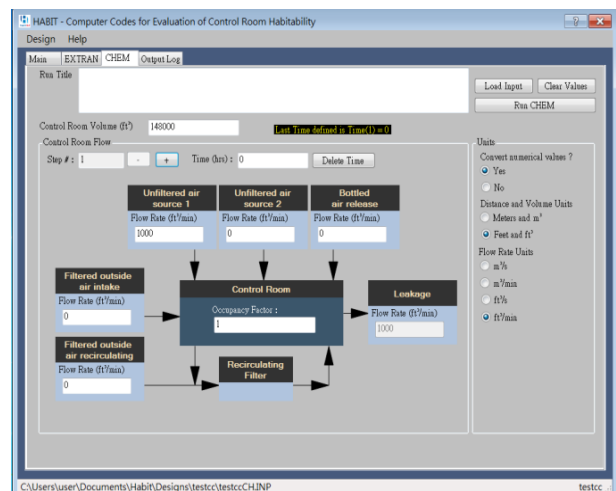 HABIT - Computer Codes for Evaluation of Control Room Habitability
Design Help
Main EXTRAN CHEM Output Log
Run Title
Load Input Clear Values
Run CHEM
Control Room Volume (ft³) 148000
Last Time defined is Time(1) = 0
Control Room Flow
Step # : 1 - + Time (hrs) : 0 Delete Time
Unfiltered air source 1
Flow Rate (ft³/min)
1000
Unfiltered air source 2
Flow Rate (ft³/min)
0
Bottled air release
Flow Rate (ft³/min)
0
Filtered outside air intake
Flow Rate (ft³/min)
0
Control Room
Occupancy Factor :
1
Leakage
Flow Rate (ft³/min)
1000
Filtered outside air recirculating
Flow Rate (ft³/min)
0
Recirculating Filter
Units
Convert numerical values ?
Yes
No
Distance and Volume Units
Meters and m³
Feet and ft³
Flow Rate Units
m³/s
m³/min
ft³/s
ft³/min
C:\Users\user\Documents\Habit\Designs\testcc\testccCH.INP testcc